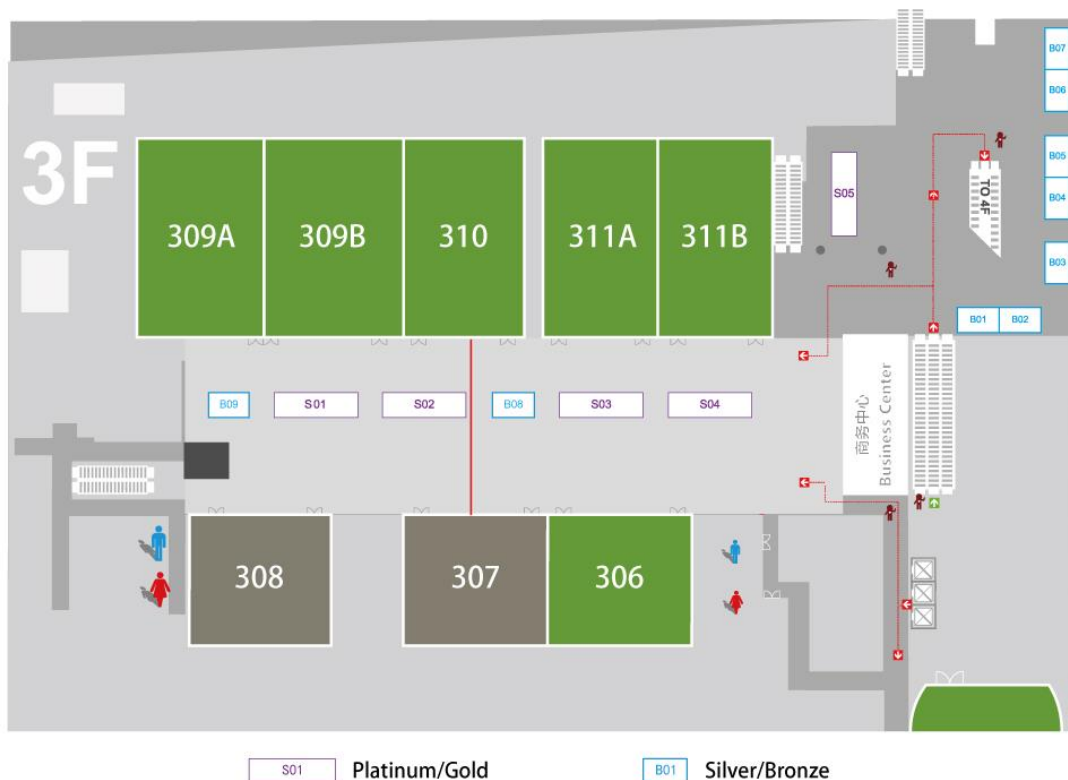 3F
B07
B06
B05
B04
B03
TO 4F
S05
309A
309B
310
311A
311B
B01
B02
B09
S01
S02
B08
S03
S04
商务中心
Business Center
308
307
306
S01
Platinum/Gold
B01
Silver/Bronze